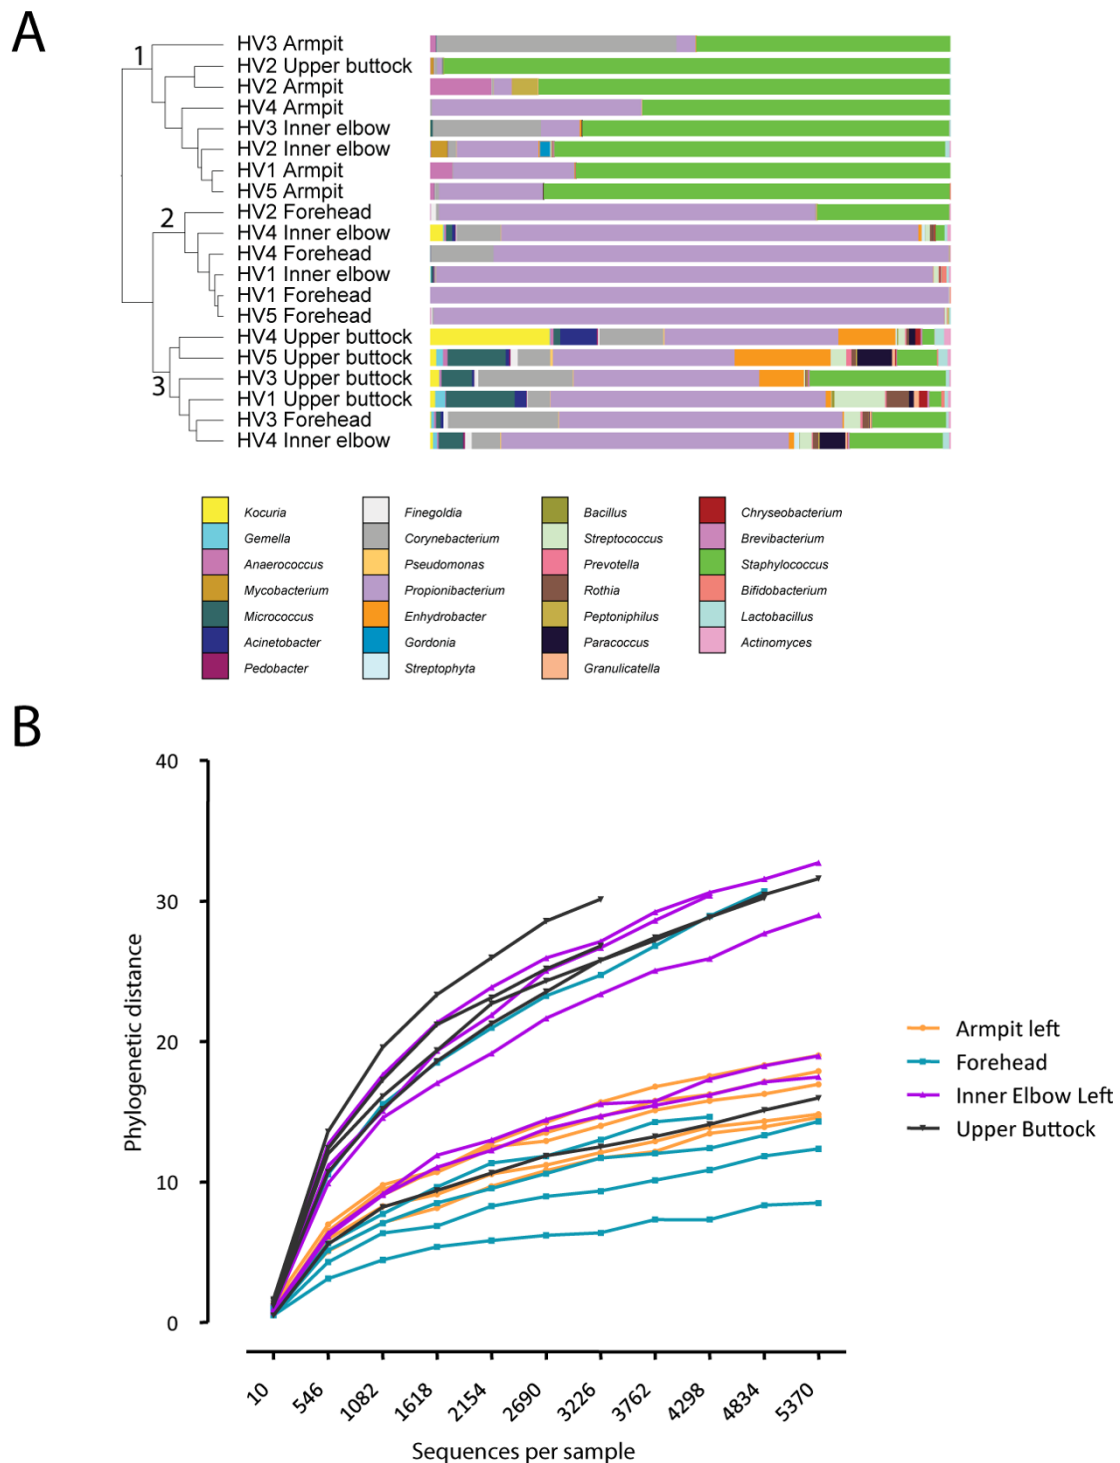 A
1
2
3
HV3 Armpit
HV2 Upper buttock
HV2 Armpit
HV4 Armpit
HV3 Inner elbow
HV2 Inner elbow
HV1 Armpit
HV5 Armpit
HV2 Forehead
HV4 Inner elbow
HV4 Forehead
HV1 Inner elbow
HV1 Forehead
HV5 Forehead
HV4 Upper buttock
HV5 Upper buttock
HV3 Upper buttock
HV1 Upper buttock
HV3 Forehead
HV4 Inner elbow
Kocuria
Gemella
Anaerococcus
Mycobacterium
Micrococcus
Acinetobacter
Pedobacter
Finegoldia
Corynebacterium
Pseudomonas
Propionibacterium
Enhydrobacter
Gordonia
Streptophyta
Bacillus
Streptococcus
Prevotella
Rothia
Peptoniphilus
Paracoccus
Granulicatella
Chryseobacterium
Brevibacterium
Staphylococcus
Bifidobacterium
Lactobacillus
Actinomyces
B
Phylogenetic distance
40
30
20
10
0
10
546
1082
1618
2154
2690
3226
3762
4298
4834
5370
Sequences per sample
Armpit left
Forehead
Inner Elbow Left
Upper Buttock